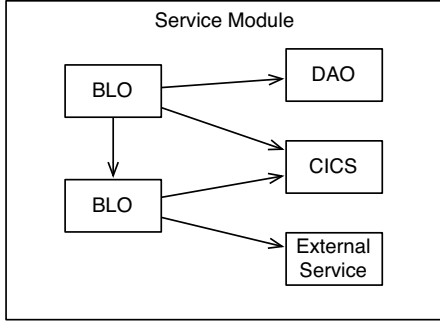 Service Module
BLO
DAO
CICS
BLO
External
Service